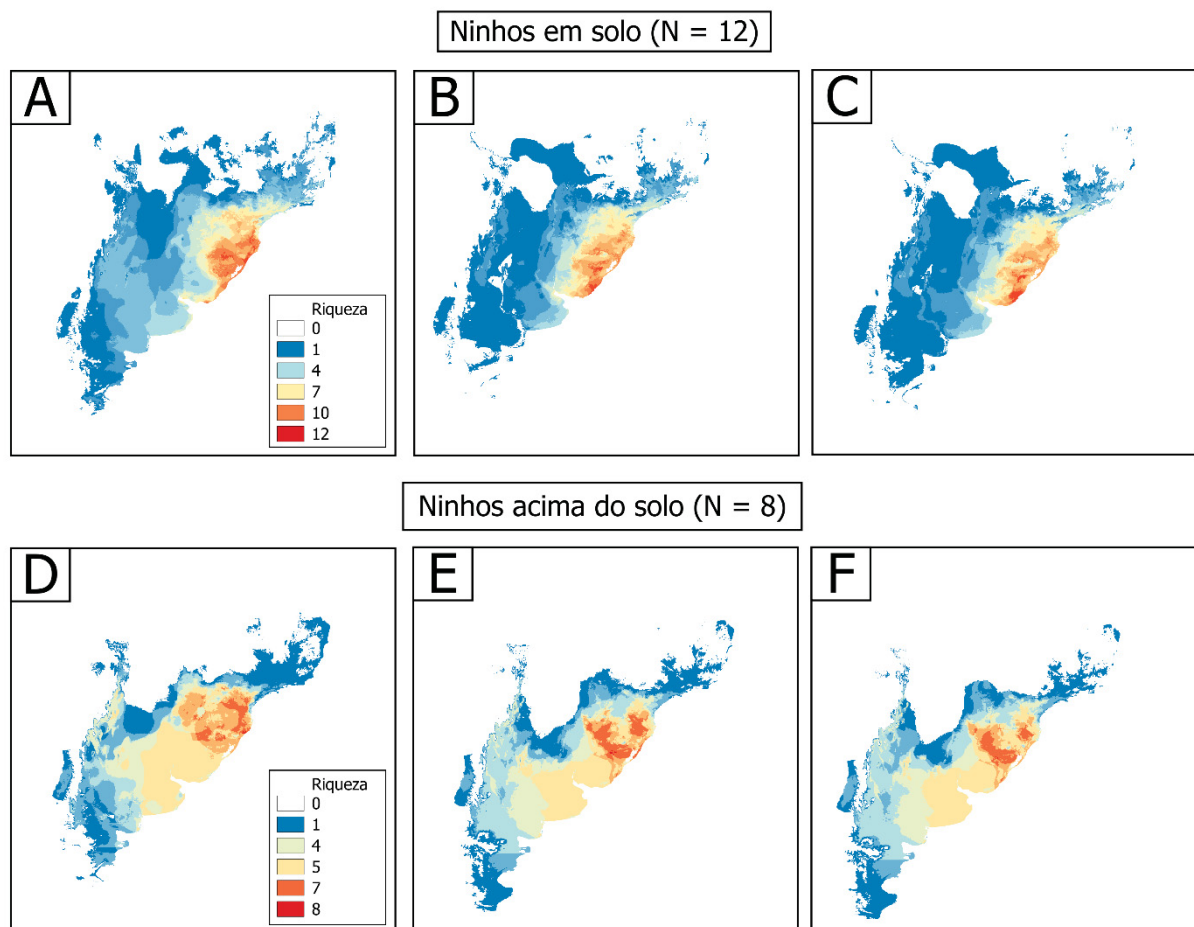 Ninhos em solo (N = 12)
A
B
C
Riqueza
0
1
4
7
10
12
Ninhos acima do solo (N = 8)
D
E
F
Riqueza
0
1
4
5
7
8